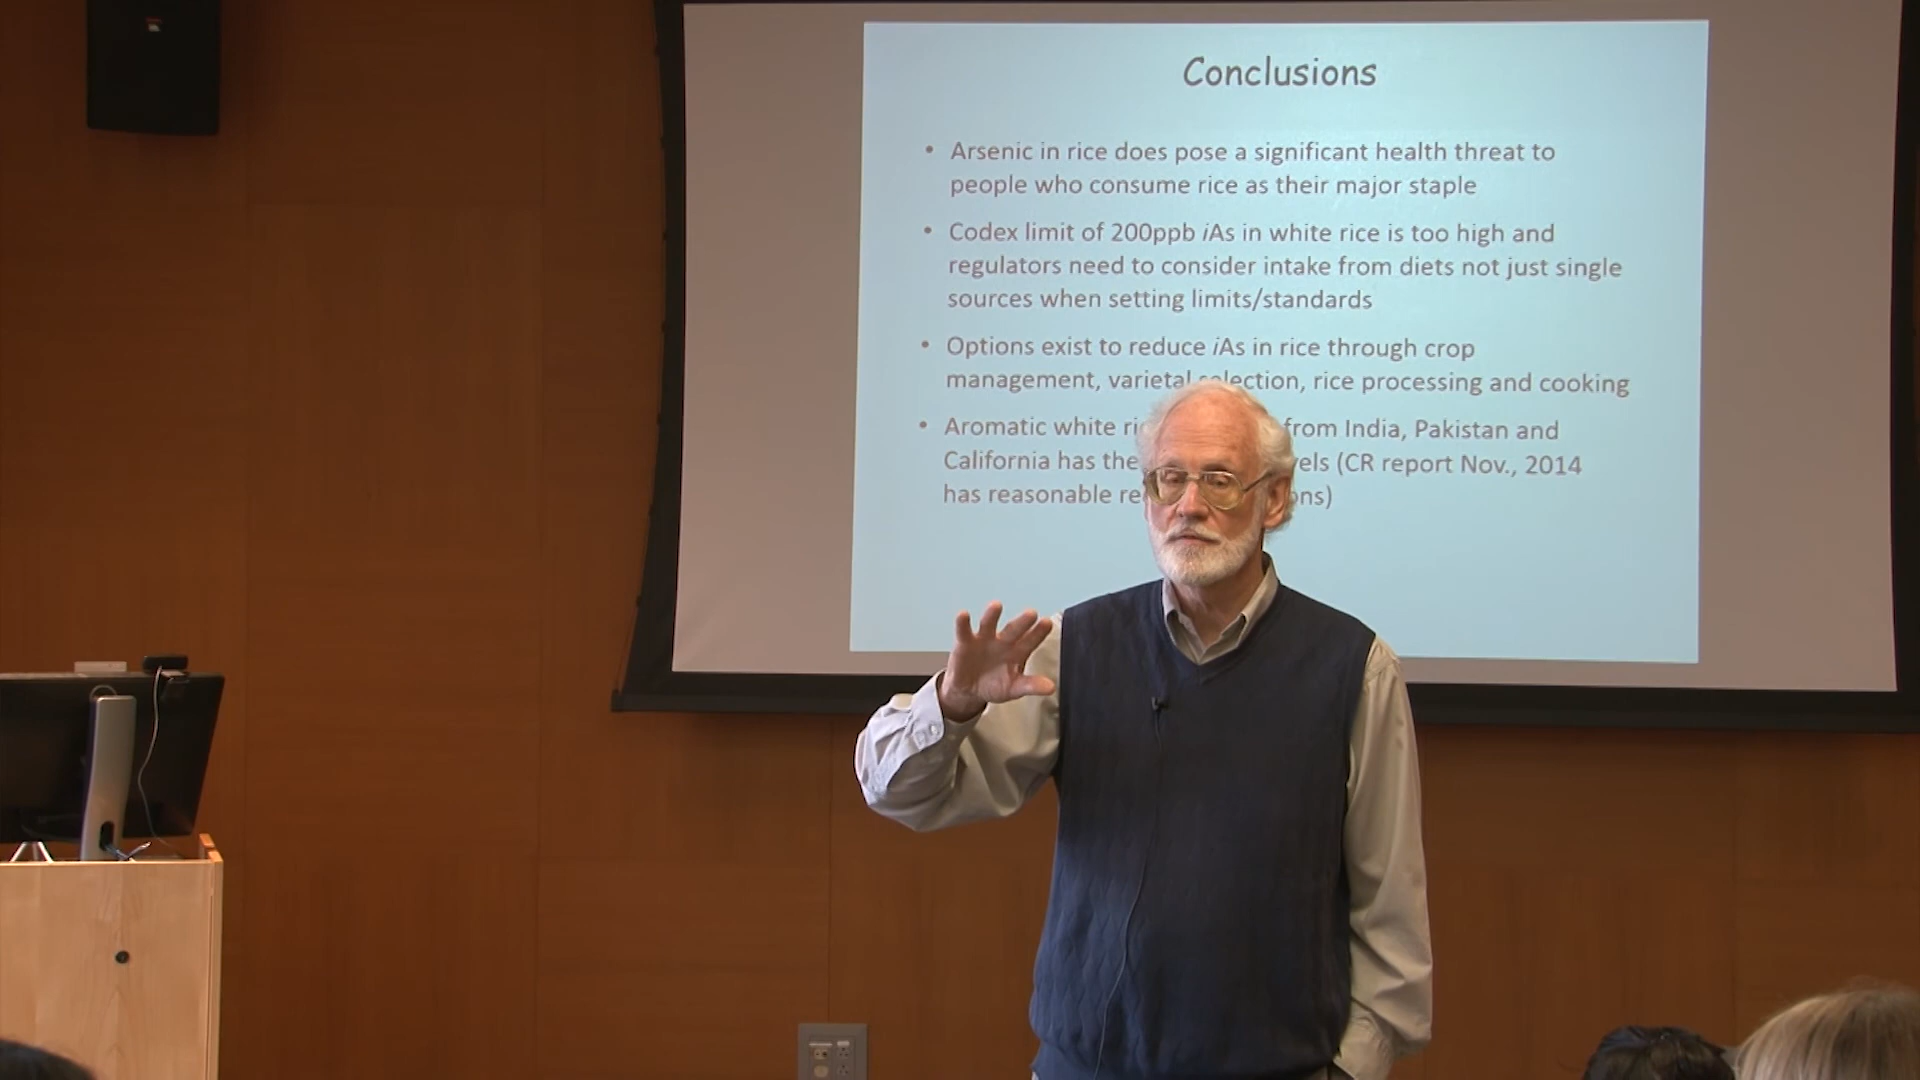 Conclusions
• Arsenic in rice does pose a significant health threat to
people who consume rice as their major staple
• Codex limit of 200ppb iAs in white rice is too high and
regulators need to consider intake from diets not just single
sources when setting limits/standards
• Options exist to reduce iAs in rice through crop
management, varietal selection, rice processing and cooking
• Aromatic white from India, Pakistan and
California has the (CR report Nov., 2014
has reasonable